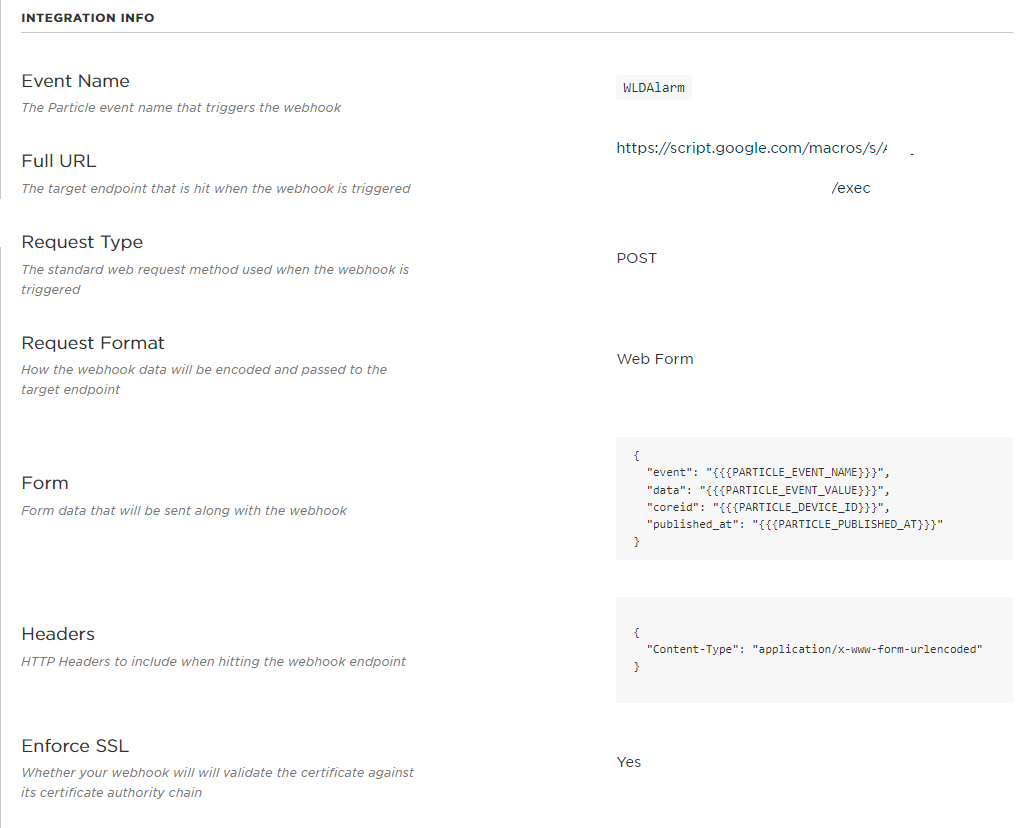 INTEGRATION INFO
Event Name
The Particle event name that triggers the webhook
WLDAlarm
Full URL
The target endpoint that is hit when the webhook is triggered
https://script.google.com/macros/s/
/exec
Request Type
The standard web request method used when the webhook is
triggered
POST
Request Format
How the webhook data will be encoded and passed to the
target endpoint
Web Form
Form
Form data that will be sent along with the webhook
{
"event": "{{{PARTICLE_EVENT_NAME}}}",
"data": "{{{PARTICLE_EVENT_VALUE}}}",
"coreid": "{{{PARTICLE_DEVICE_ID}}}",
"published_at": "{{{PARTICLE_PUBLISHED_AT}}}"
}
Headers
HTTP Headers to include when hitting the webhook endpoint
{
"Content-Type": "application/x-www-form-urlencoded"
}
Enforce SSL
Whether your webhook will will validate the certificate against
its certificate authority chain
Yes